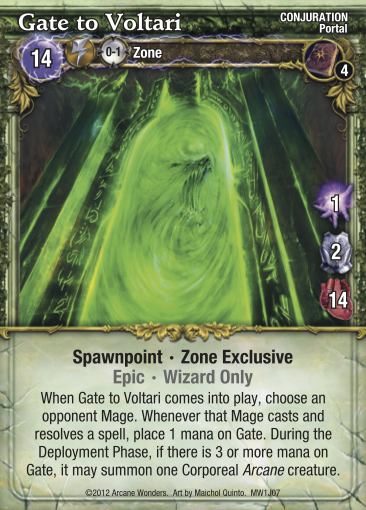 Gate to Voltari
CONJURATION
Portal
14
0-1 Zone
4
1
2
14
Spawnpoint · Zone Exclusive
Epic · Wizard Only
When Gate to Voltari comes into play, choose an
opponent Mage. Whenever that Mage casts and
resolves a spell, place 1 mana on Gate. During the
Deployment Phase, if there is 3 or more mana on
Gate, it may summon one Corporeal Arcane creature.
©2012 Arcane Wonders. Art by Maichol Quinto. MW1J07